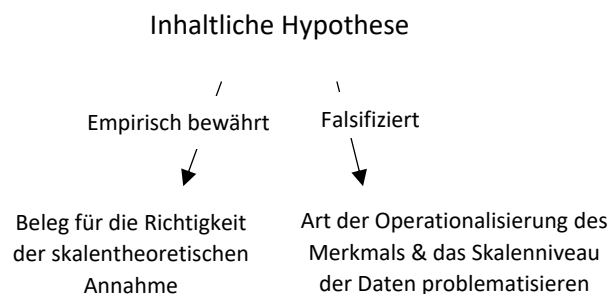 Inhaltliche Hypothese
Empirisch bewährt
Falsifiziert
Beleg für die Richtigkeit
der skalentheoretischen
Annahme
Art der Operationalisierung des
Merkmals & das Skalenniveau
der Daten problematisieren